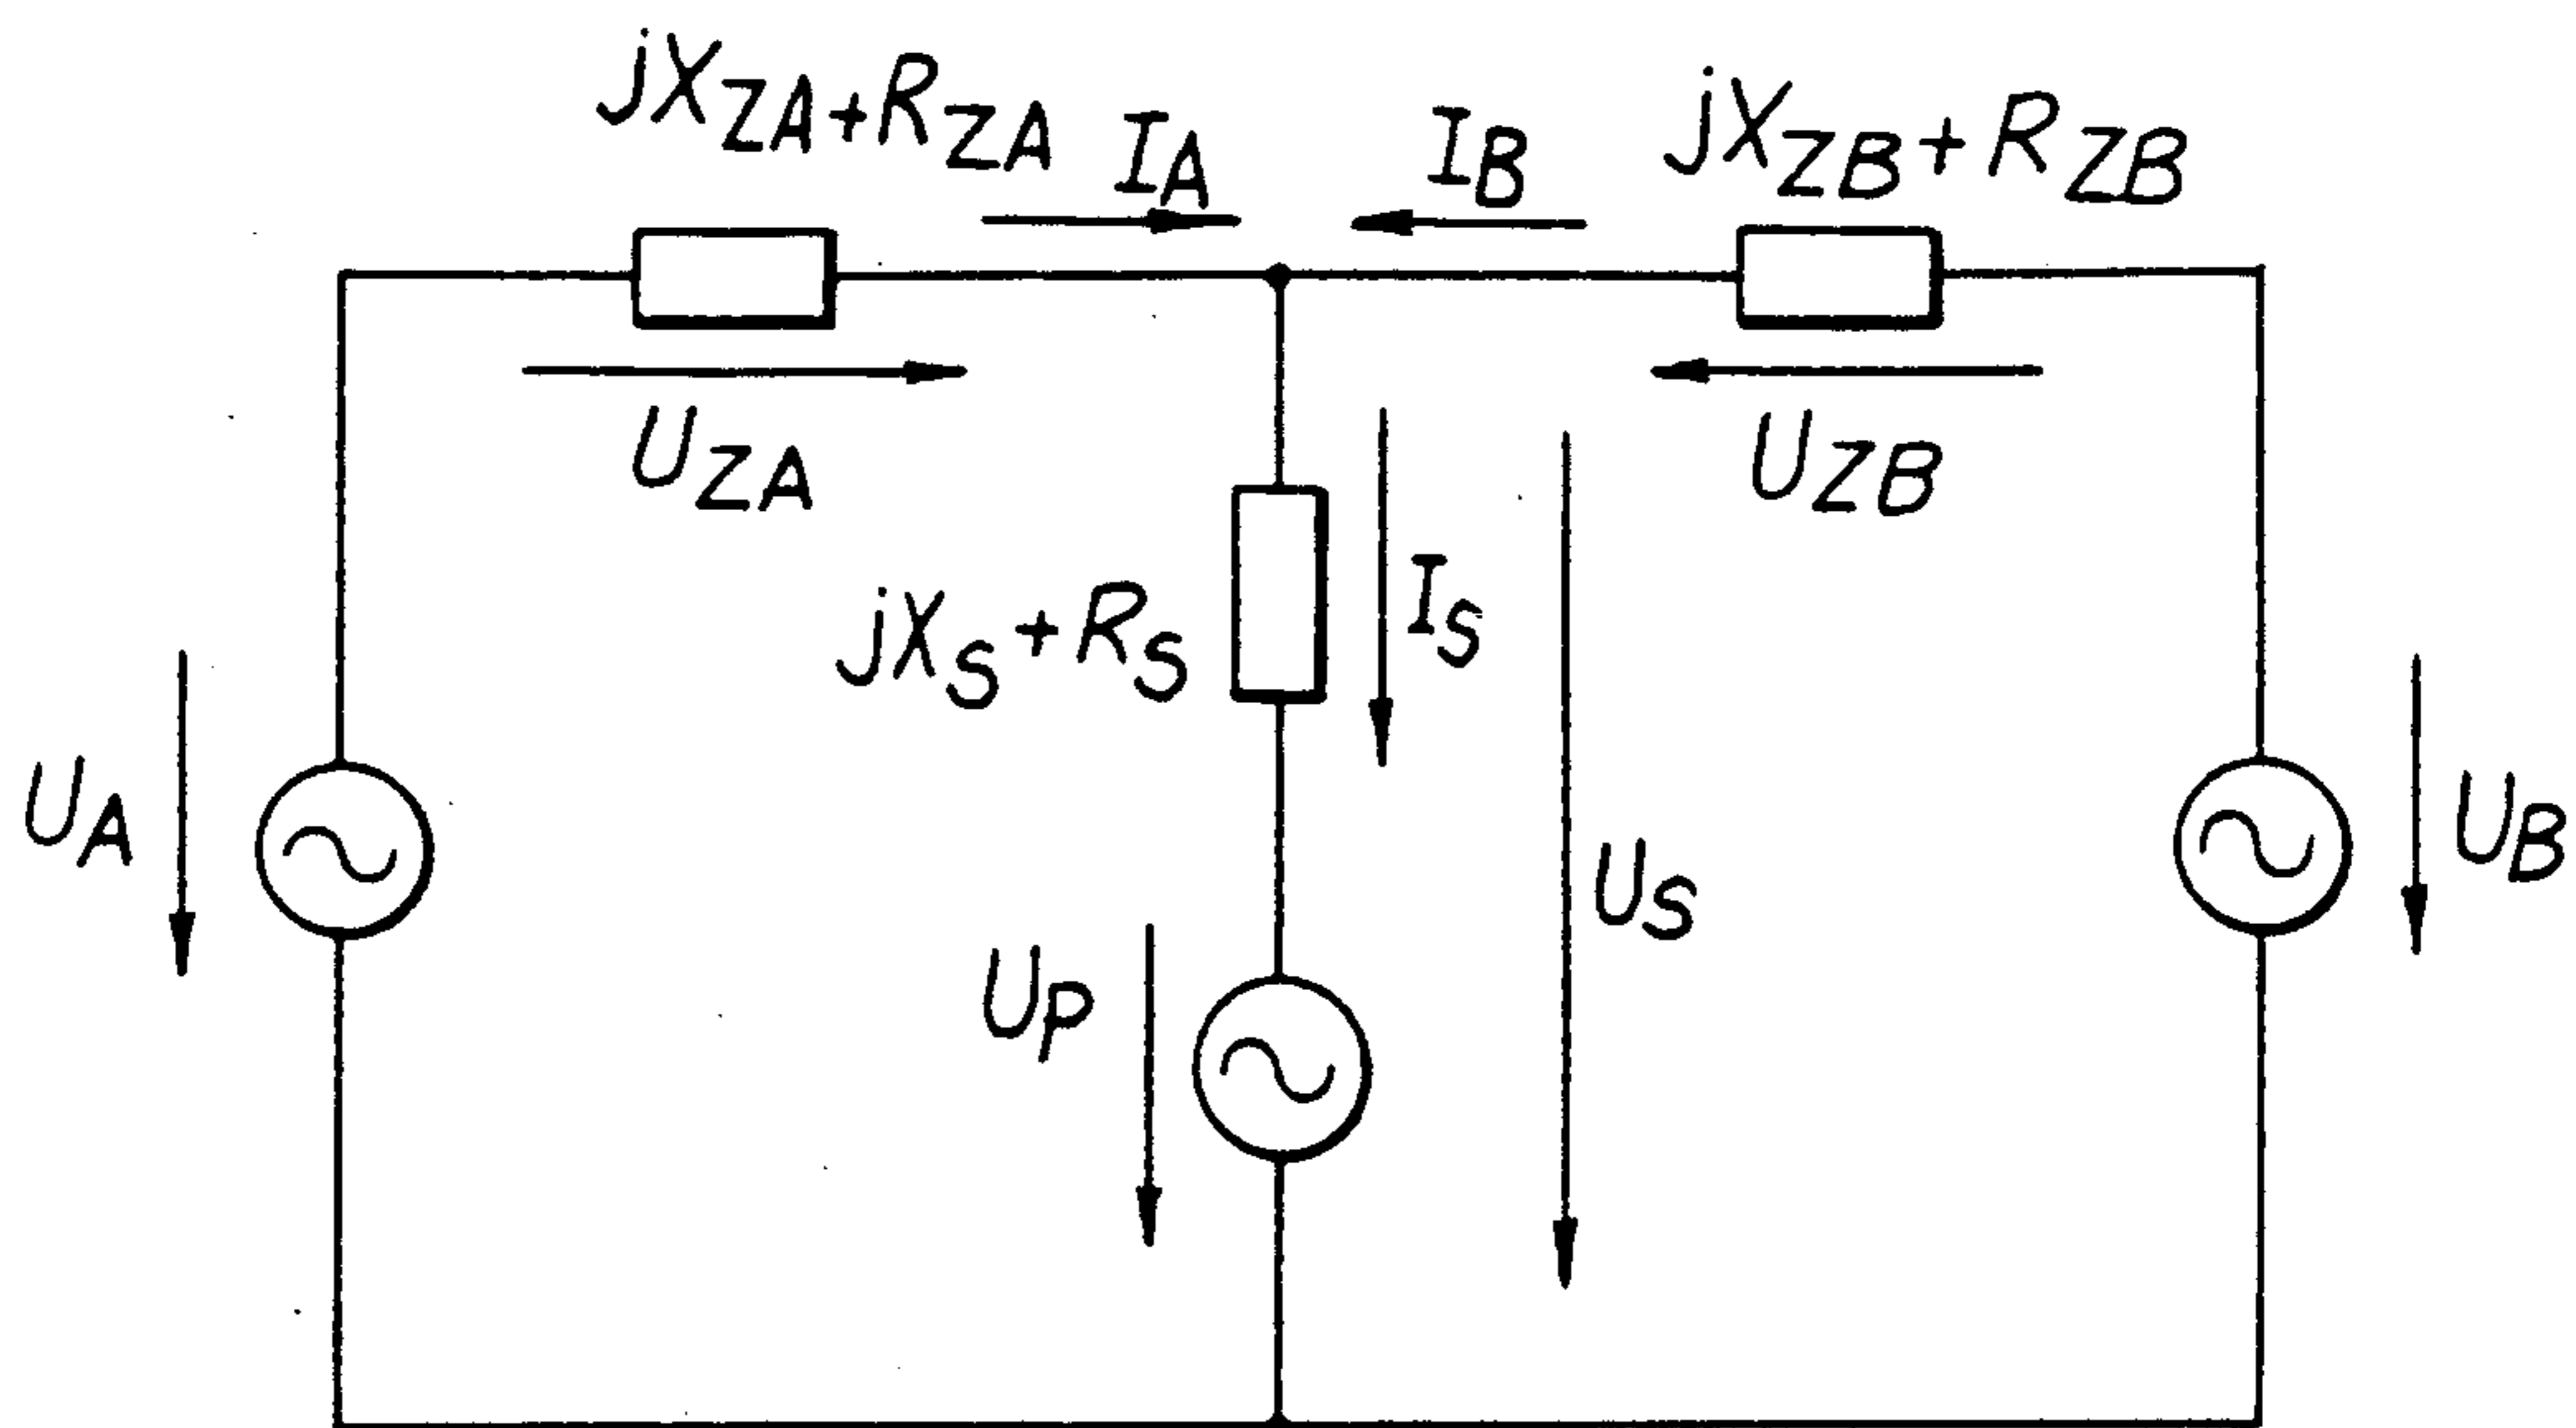 jX_ZA+R_ZA
I_A
I_B
jX_ZB+R_ZB
U_ZA
U_ZB
jX_S+R_S
I_S
U_A
U_P
U_S
U_B